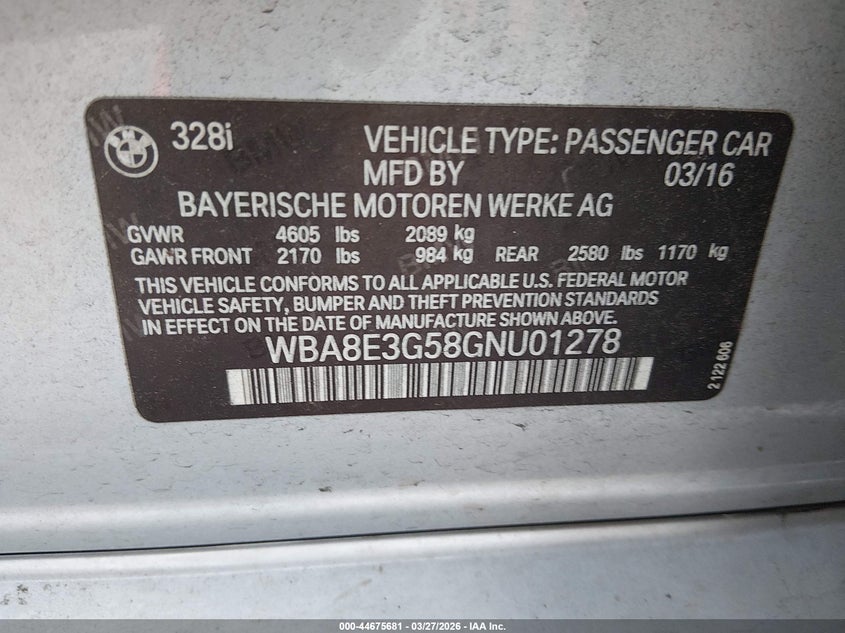 328i VEHICLE TYPE: PASSENGER CAR
MFD BY 03/16
BAYERISCHE MOTOREN WERKE AG
GVWR 4605 lbs 2089 kg
GAWR FRONT 2170 lbs 984 kg REAR 2580 lbs 1170 kg
THIS VEHICLE CONFORMS TO ALL APPLICABLE U.S. FEDERAL MOTOR
VEHICLE SAFETY, BUMPER AND THEFT PREVENTION STANDARDS
IN EFFECT ON THE DATE OF MANUFACTURE SHOWN ABOVE.
WBA8E3G58GNU01278
2 122 606
000-44675681 | 03/27/2026 | IAA Inc.